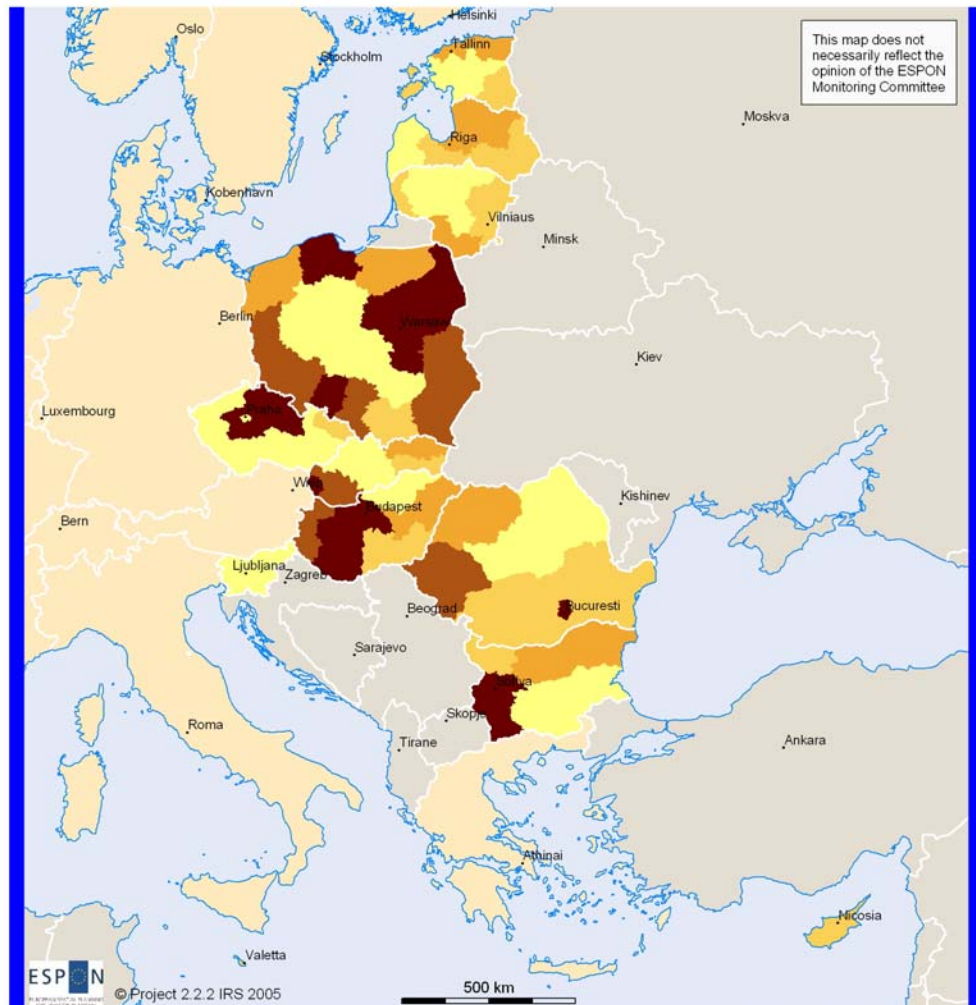 Helsinki
Oslo
Tallinn
Stockholm
This map does not
necessarily reflect the
opinion of the ESPON
Monitoring Committee
Moskva
Riga
Kobenhavn
Vilniaus
Minsk
Berlin
Warsaw
Kiev
Luxembourg
Praha
Kishinev
Budapest
Bern
Ljubljana
Zagreb
Bucuresti
Beograd
Sarajevo
Sofiya
Skopje
Roma
Tirane
Ankara
Athinai
Nicosia
Valetta
ESPON
© Project 2.2.2 IRS 2005
500 km